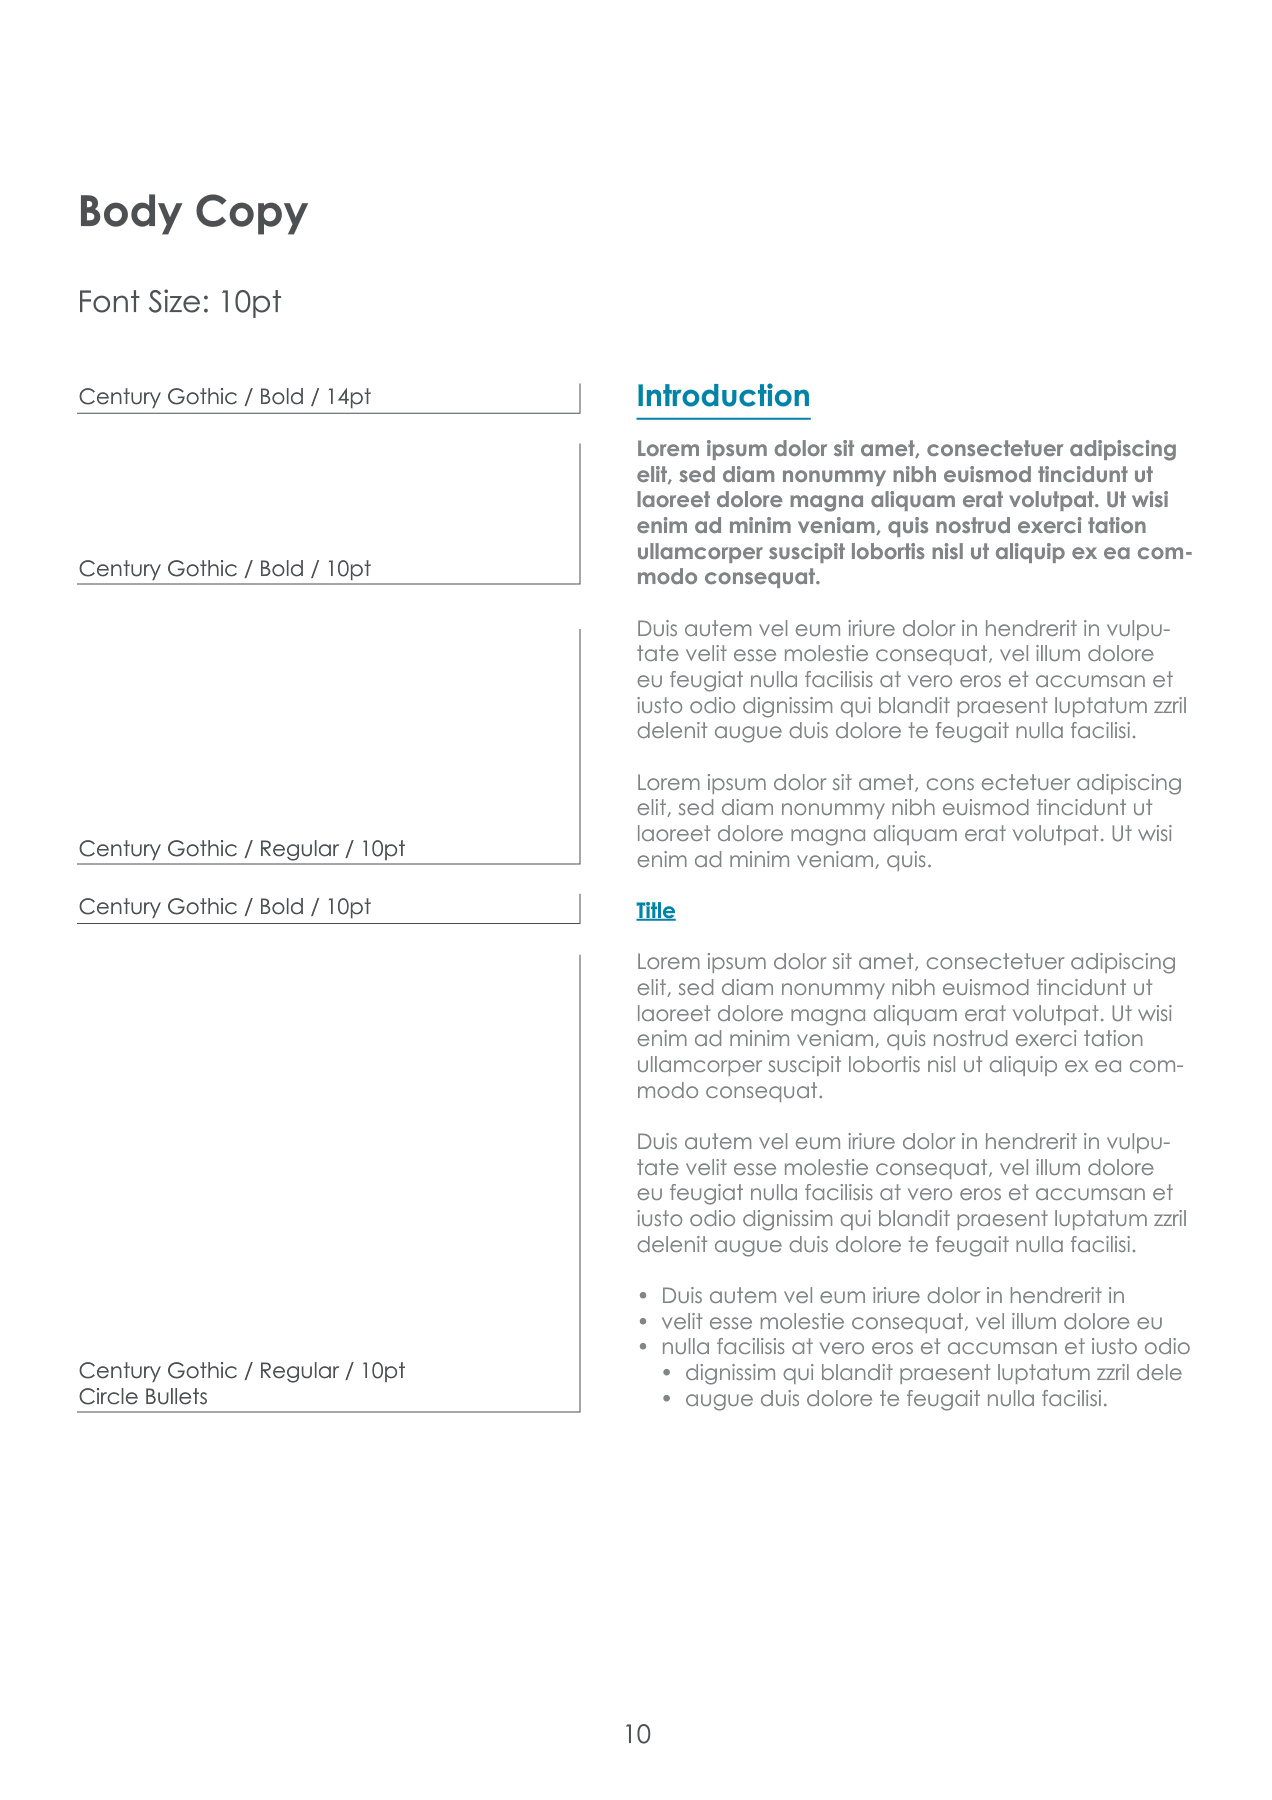 Body Copy
Font Size: 10pt
Century Gothic / Bold / 14pt
Introduction
Century Gothic / Bold / 10pt
Lorem ipsum dolor sit amet, consectetuer adipiscing
elit, sed diam nonummy nibh euismod tincidunt ut
laoreet dolore magna aliquam erat volutpat. Ut wisi
enim ad minim veniam, quis nostrud exerci tation
ullamcorper suscipit lobortis nisl ut aliquip ex ea com-
modo consequat.
Century Gothic / Regular / 10pt
Duis autem vel eum iriure dolor in hendrerit in vulpu-
tate velit esse molestie consequat, vel illum dolore
eu feugiat nulla facilisis at vero eros et accumsan et
iusto odio dignissim qui blandit praesent luptatum zzril
delenit augue duis dolore te feugait nulla facilisi.
Lorem ipsum dolor sit amet, cons ectetuer adipiscing
elit, sed diam nonummy nibh euismod tincidunt ut
laoreet dolore magna aliquam erat volutpat. Ut wisi
enim ad minim veniam, quis.
Century Gothic / Bold / 10pt
Title
Century Gothic / Regular / 10pt
Circle Bullets
Lorem ipsum dolor sit amet, consectetuer adipiscing
elit, sed diam nonummy nibh euismod tincidunt ut
laoreet dolore magna aliquam erat volutpat. Ut wisi
enim ad minim veniam, quis nostrud exerci tation
ullamcorper suscipit lobortis nisl ut aliquip ex ea com-
modo consequat.
Duis autem vel eum iriure dolor in hendrerit in vulpu-
tate velit esse molestie consequat, vel illum dolore
eu feugiat nulla facilisis at vero eros et accumsan et
iusto odio dignissim qui blandit praesent luptatum zzril
delenit augue duis dolore te feugait nulla facilisi.
• Duis autem vel eum iriure dolor in hendrerit in
• velit esse molestie consequat, vel illum dolore eu
• nulla facilisis at vero eros et accumsan et iusto odio
• dignissim qui blandit praesent luptatum zzril dele
• augue duis dolore te feugait nulla facilisi.
10